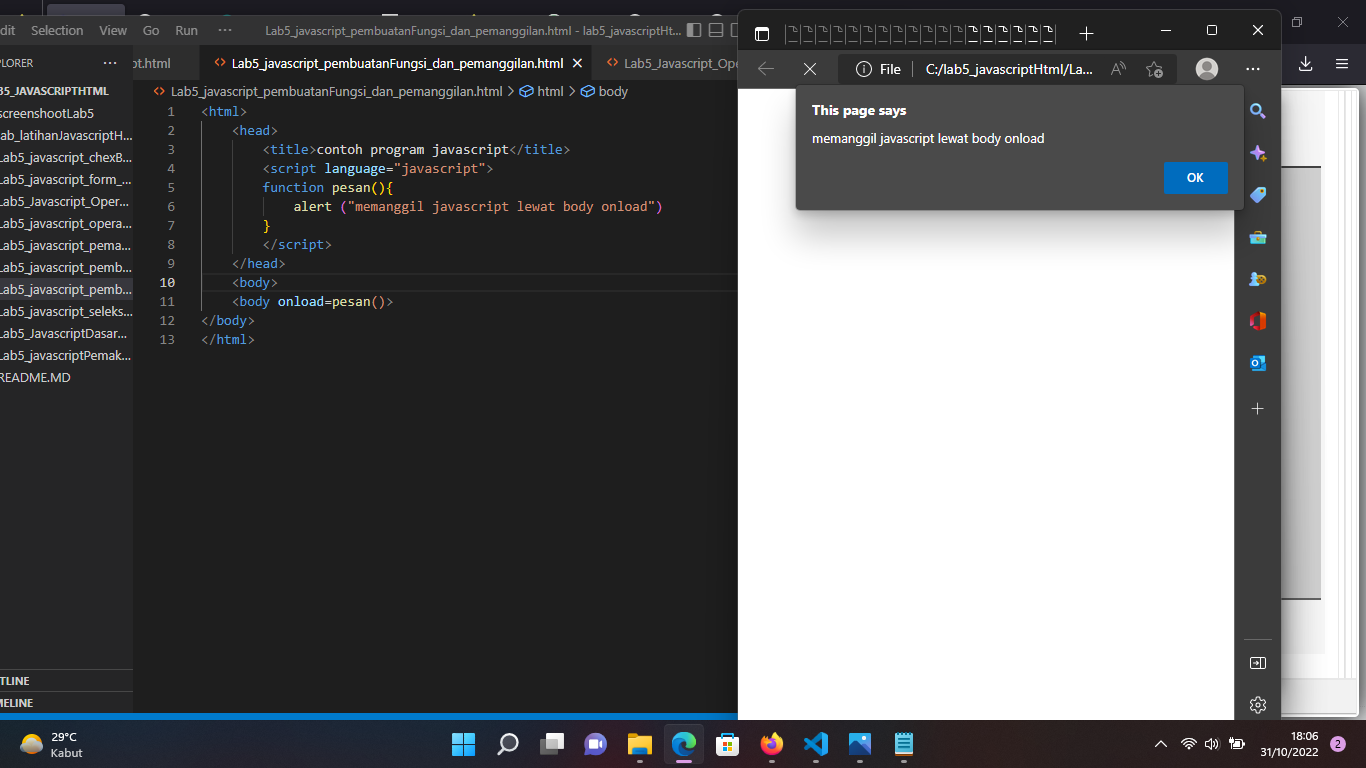 dit Selection View Go Run ··· Lab5_javascript_pembuatanFungsi_dan_pemanggilan.html - lab5_javascriptHt...
PLORER ···
pt.html
Lab5_javascript_pembuatanFungsi_dan_pemanggilan.html
Lab5_Javascript_Ope
B5_JAVASCRIPTHTML
screenshootLab5
ab_latihanJavascriptH...
Lab5_javascript_chexB...
Lab5_javascript_form_...
Lab5_Javascript_Oper...
Lab5_javascript_opera...
Lab5_javascript_pema...
Lab5_javascript_pemb...
Lab5_javascript_pemb...
Lab5_javascript_seleks...
Lab5_JavascriptDasar...
Lab5_javascriptPemak...
README.MD
TLINE
MELINE
Lab5_javascript_pembuatanFungsi_dan_pemanggilan.html > html > body
1 <html>
2 <head>
3 <title>contoh program javascript</title>
4 <script language="javascript">
5 function pesan(){
6 alert ("memanggil javascript lewat body onload")
7 }
8 </script>
9 </head>
10 <body>
11 <body onload=pesan()>
12 </body>
13 </html>
File C:/lab5_javascriptHtml/La...
This page says
memanggil javascript lewat body onload
OK
29°C
Kabut
18:06
31/10/2022
2